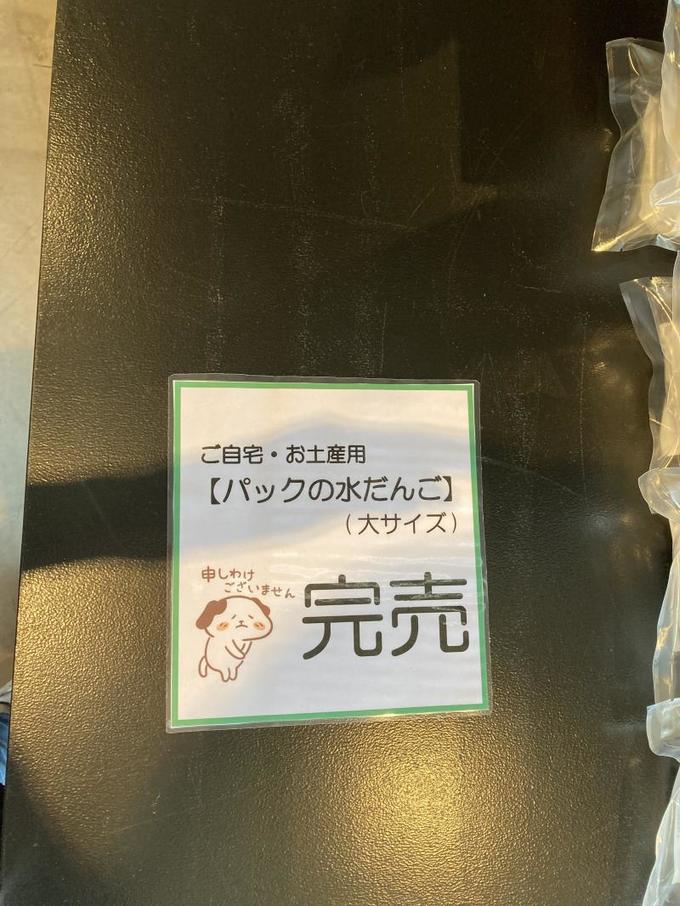 ご自宅・お土産用
【パックの水だんご】
（大サイズ）
申しわけ
ございません
完売